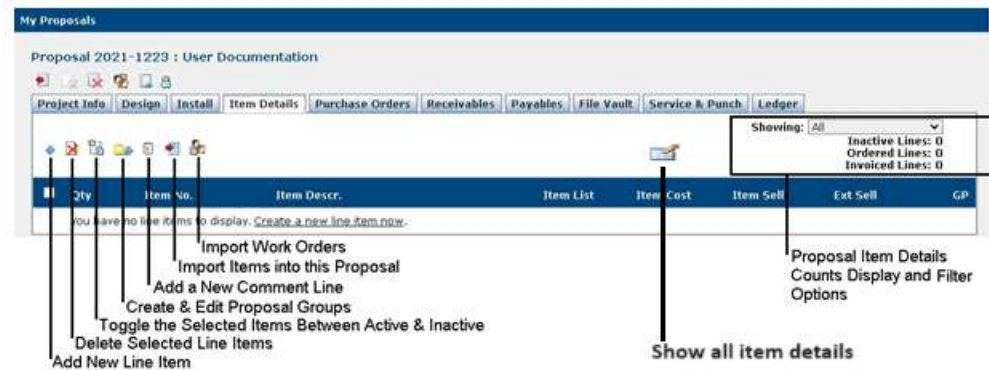 My Proposals
Proposal 2021-1223 : User Documentation
Project Info Design Install Item Details Purchase Orders Receivables Payables File Vault Service & Punch Ledger
Showing: All
Inactive Lines: 0
Ordered Lines: 0
Invoiced Lines: 0
Qty Item No. Item Descr. Item List Item Cost Item Sell Ext Sell GP
You have no line items to display. Create a new line item now.
Import Work Orders
Import Items into this Proposal
Add a New Comment Line
Create & Edit Proposal Groups
Toggle the Selected Items Between Active & Inactive
Delete Selected Line Items
Add New Line Item
Show all item details
Proposal Item Details
Counts Display and Filter
Options